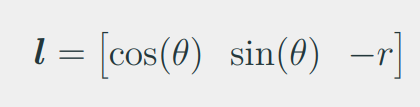 l = [cos(θ) sin(θ) −r]